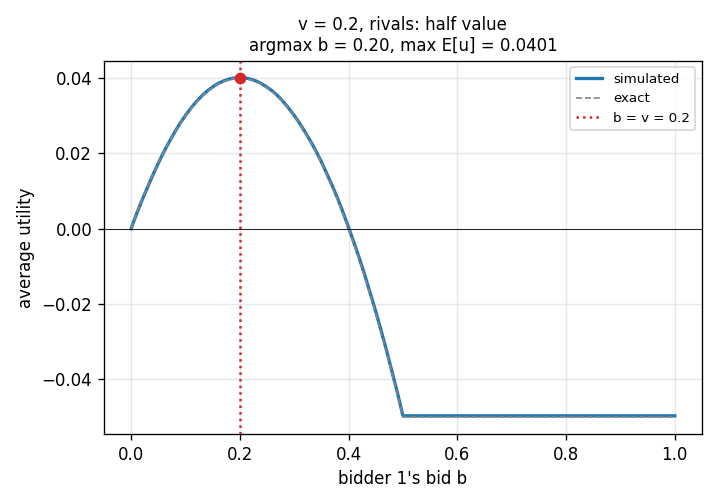 v = 0.2, rivals: half value
argmax b = 0.20, max E[u] = 0.0401
simulated
exact
b = v = 0.2
average utility
0.04
0.02
0.00
−0.02
−0.04
0.0 0.2 0.4 0.6 0.8 1.0
bidder 1's bid b